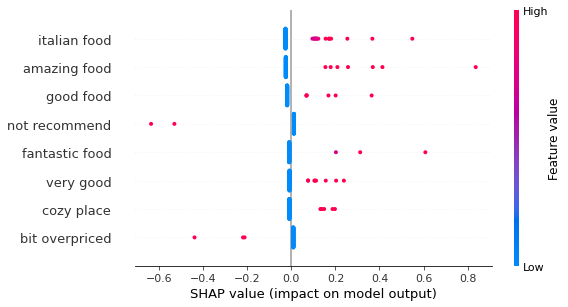 High
italian food
amazing food
good food
not recommend
fantastic food
very good
cozy place
bit overpriced
Feature value
Low
−0.6 −0.4 −0.2 0.0 0.2 0.4 0.6 0.8
SHAP value (impact on model output)